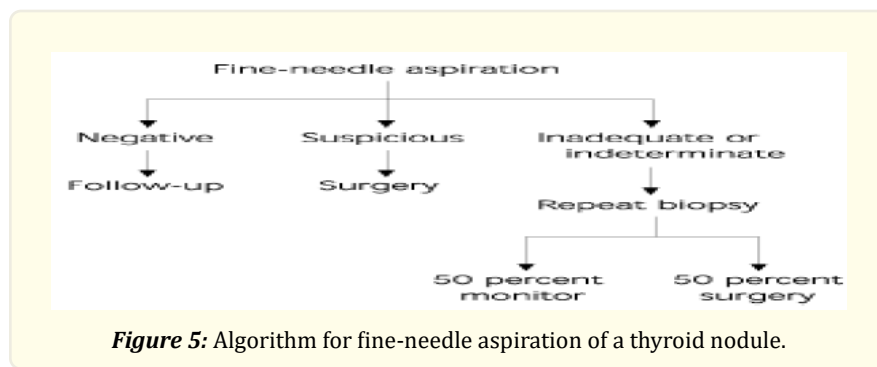 Fine-needle aspiration
Negative
Suspicious
Inadequate or
indeterminate
Follow-up
Surgery
Repeat biopsy
50 percent
monitor
50 percent
surgery
Figure 5: Algorithm for fine-needle aspiration of a thyroid nodule.